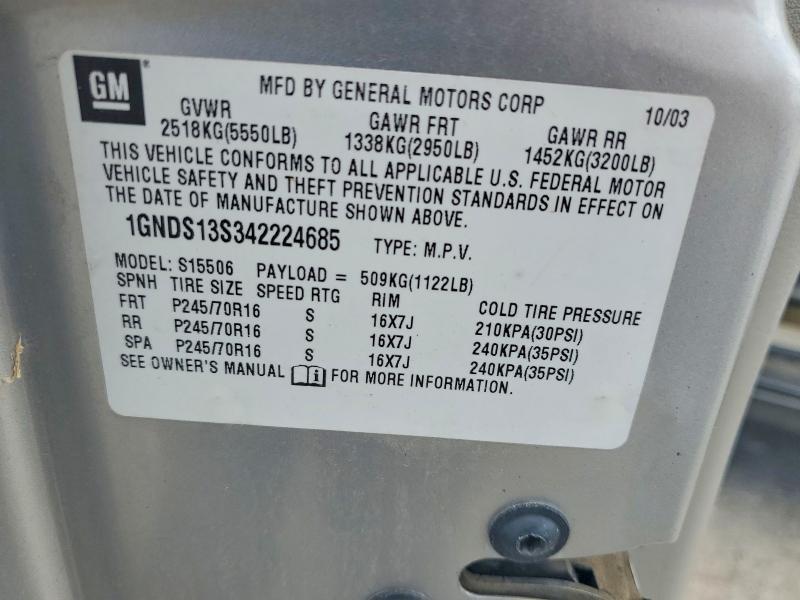 GM ®
MFD BY GENERAL MOTORS CORP 10/03
GVWR GAWR FRT GAWR RR
2518KG(5550LB) 1338KG(2950LB) 1452KG(3200LB)
THIS VEHICLE CONFORMS TO ALL APPLICABLE U.S. FEDERAL MOTOR
VEHICLE SAFETY AND THEFT PREVENTION STANDARDS IN EFFECT ON
THE DATE OF MANUFACTURE SHOWN ABOVE.
1GNDS13S342224685 TYPE: M.P.V.
MODEL: S15506 PAYLOAD = 509KG(1122LB)
SPNH TIRE SIZE SPEED RTG RIM COLD TIRE PRESSURE
FRT P245/70R16 S 16X7J 210KPA(30PSI)
RR P245/70R16 S 16X7J 240KPA(35PSI)
SPA P245/70R16 S 16X7J 240KPA(35PSI)
SEE OWNER'S MANUAL i FOR MORE INFORMATION.